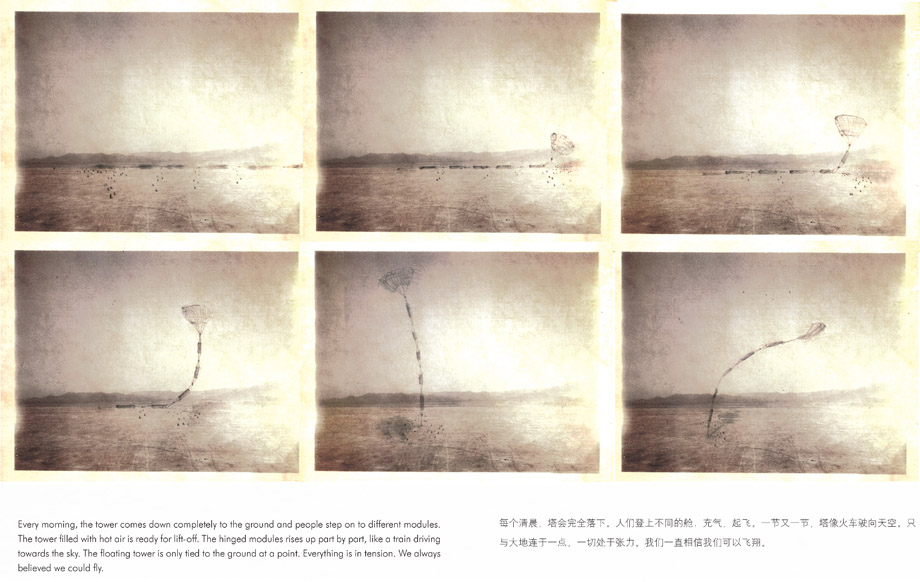 Every morning, the tower comes down completely to the ground and people step on to different modules.
The tower filled with hot air is ready for lift-off. The hinged modules rises up part by part, like a train driving
towards the sky. The floating tower is only tied to the ground at a point. Everything is in tension. We always
believed we could fly.
每个清晨，塔会完全落下。人们登上不同的舱，充气，起飞。一节又一节，塔像火车驶向天空。只
与大地连于一点，一切处于张力。我们一直相信我们可以飞翔。